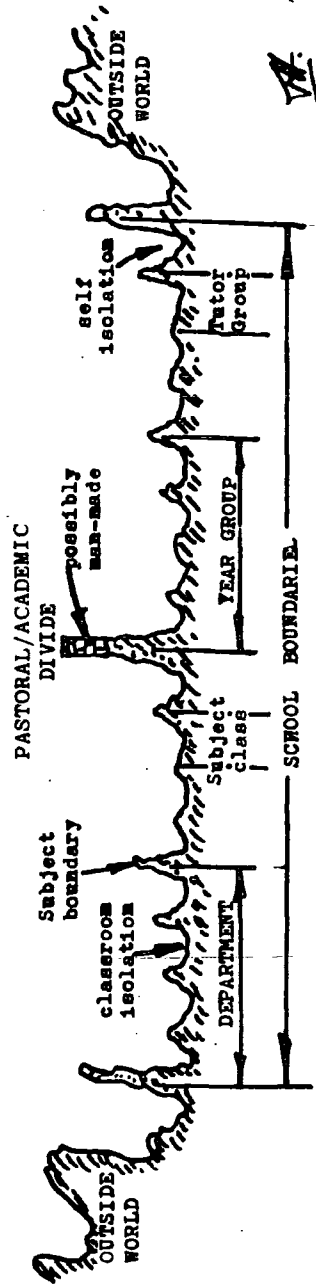 PASTORAL/ACADEMIC
DIVIDE
possibly
man-made
OUTSIDE
WORLD
Subject
boundary
classroom
isolation
DEPARTMENT
Subject
class
YEAR GROUP
self
isolation
Tutor
Group
OUTSIDE
WORLD
SCHOOL BOUNDARIE